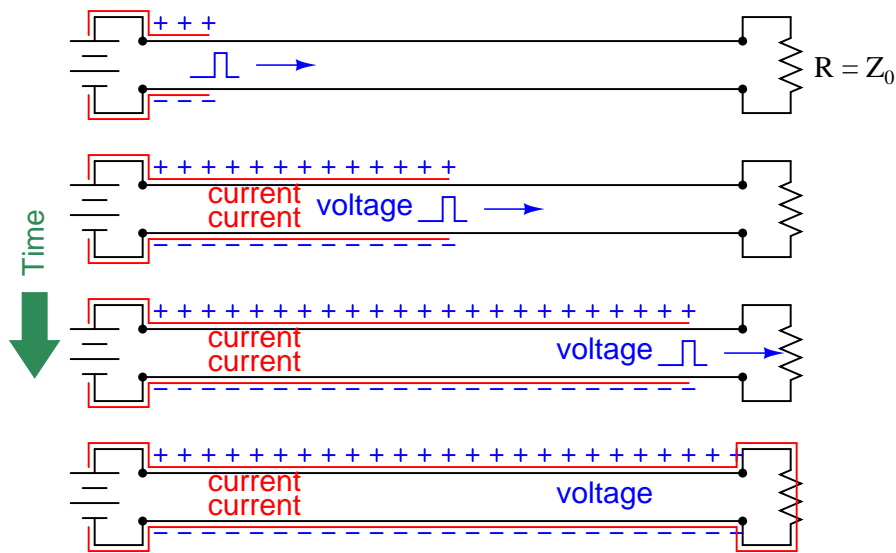 + + +
R = Z0
− − −
+ + + + + + + + + + + + +
current
current voltage
− − − − − − − − − − − − −
Time
+ + + + + + + + + + + + + + + + + + + +
current
current voltage
− − − − − − − − − − − − − − − − − − − −
+ + + + + + + + + + + + + + + + + + + + + +
current voltage
current
− − − − − − − − − − − − − − − − − − − − − −